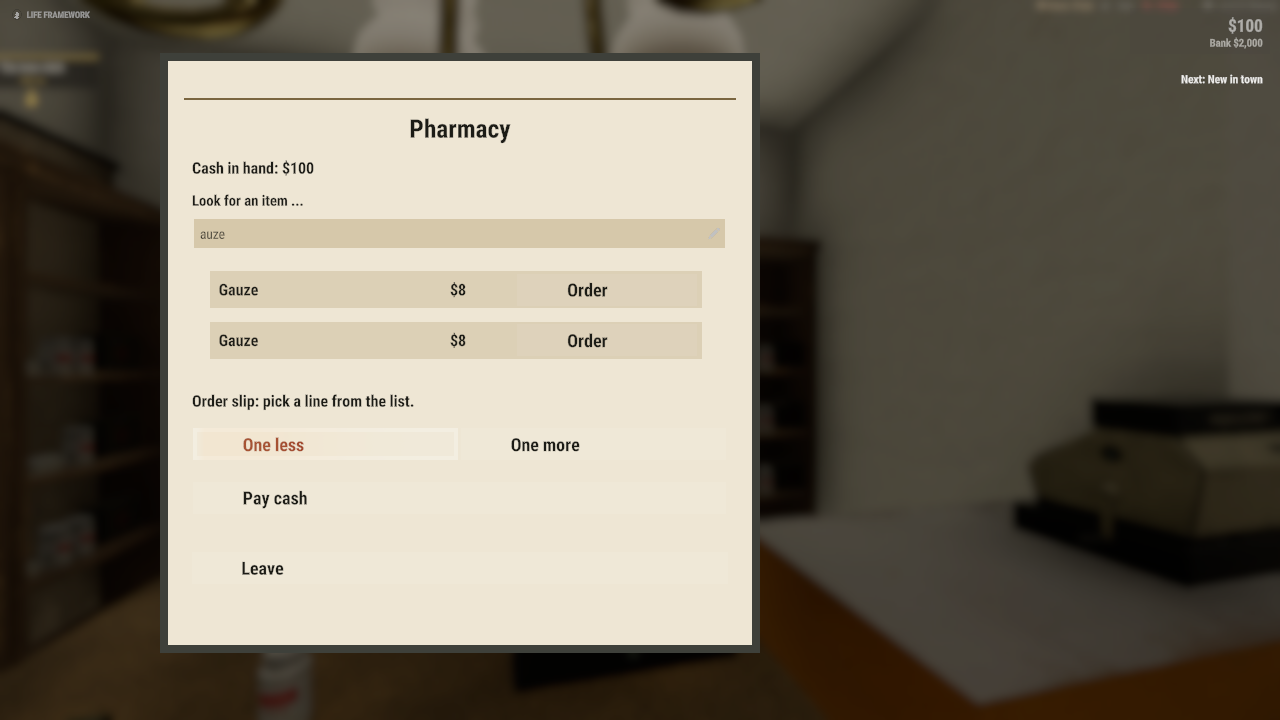 LIFE FRAMEWORK
$100
Bank $2,000
Next: New in town
Pharmacy
Cash in hand: $100
Look for an item ...
auze
Gauze $8 Order
Gauze $8 Order
Order slip: pick a line from the list.
One less One more
Pay cash
Leave